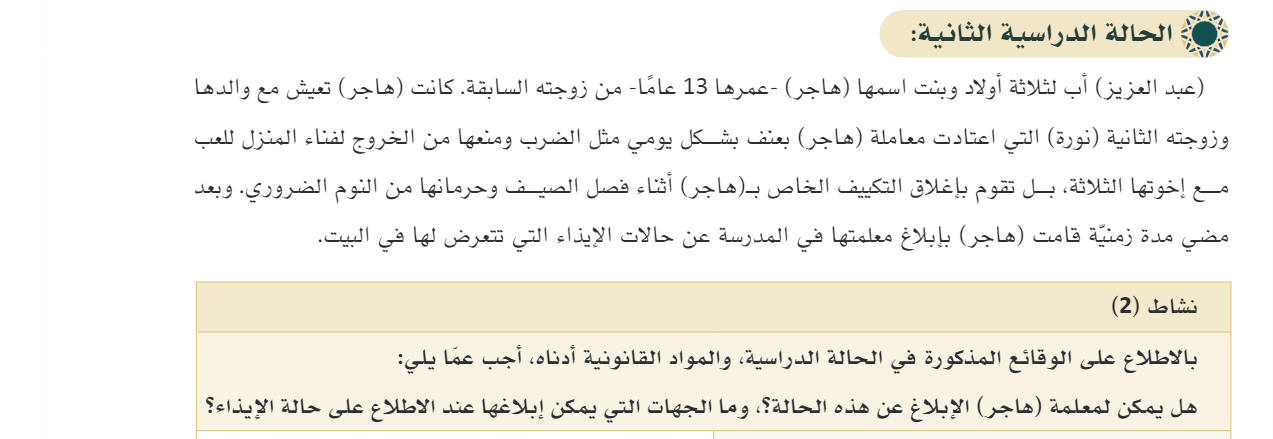 الحالة الدراسية الثانية:
(عبد العزيز) أب لثلاثة أولاد وبنت اسمها (هاجر) -عمرها 13 عامًا- من زوجته السابقة. كانت (هاجر) تعيش مع والدها
وزوجته الثانية (نورة) التي اعتادت معاملة (هاجر) بعنف بشكل يومي مثل الضرب ومنعها من الخروج لفناء المنزل للعب
مع إخوتها الثلاثة، بل تقوم بإغلاق التكييف الخاص بـ(هاجر) أثناء فصل الصيف وحرمانها من النوم الضروري. وبعد
مضي مدة زمنيّة قامت (هاجر) بإبلاغ معلمتها في المدرسة عن حالات الإيذاء التي تتعرض لها في البيت.
نشاط (2)
بالاطلاع على الوقائع المذكورة في الحالة الدراسية، والمواد القانونية أدناه، أجب عمّا يلي:
هل يمكن لمعلمة (هاجر) الإبلاغ عن هذه الحالة؟، وما الجهات التي يمكن إبلاغها عند الاطلاع على حالة الإيذاء؟